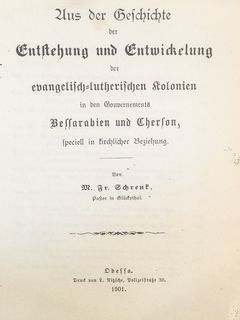 Aus der Geschichte
der
Entstehung und Entwickelung
der
evangelisch-lutherischen Kolonien
in den Gouvernements
Bessarabien und Cherson,
speciell in kirchlicher Beziehung.
Von
M. Fr. Schrenk,
Pastor in Glücksthal.
Odessa.
Druck von L. Nitzsche, Polizeistraße 30,
1901.